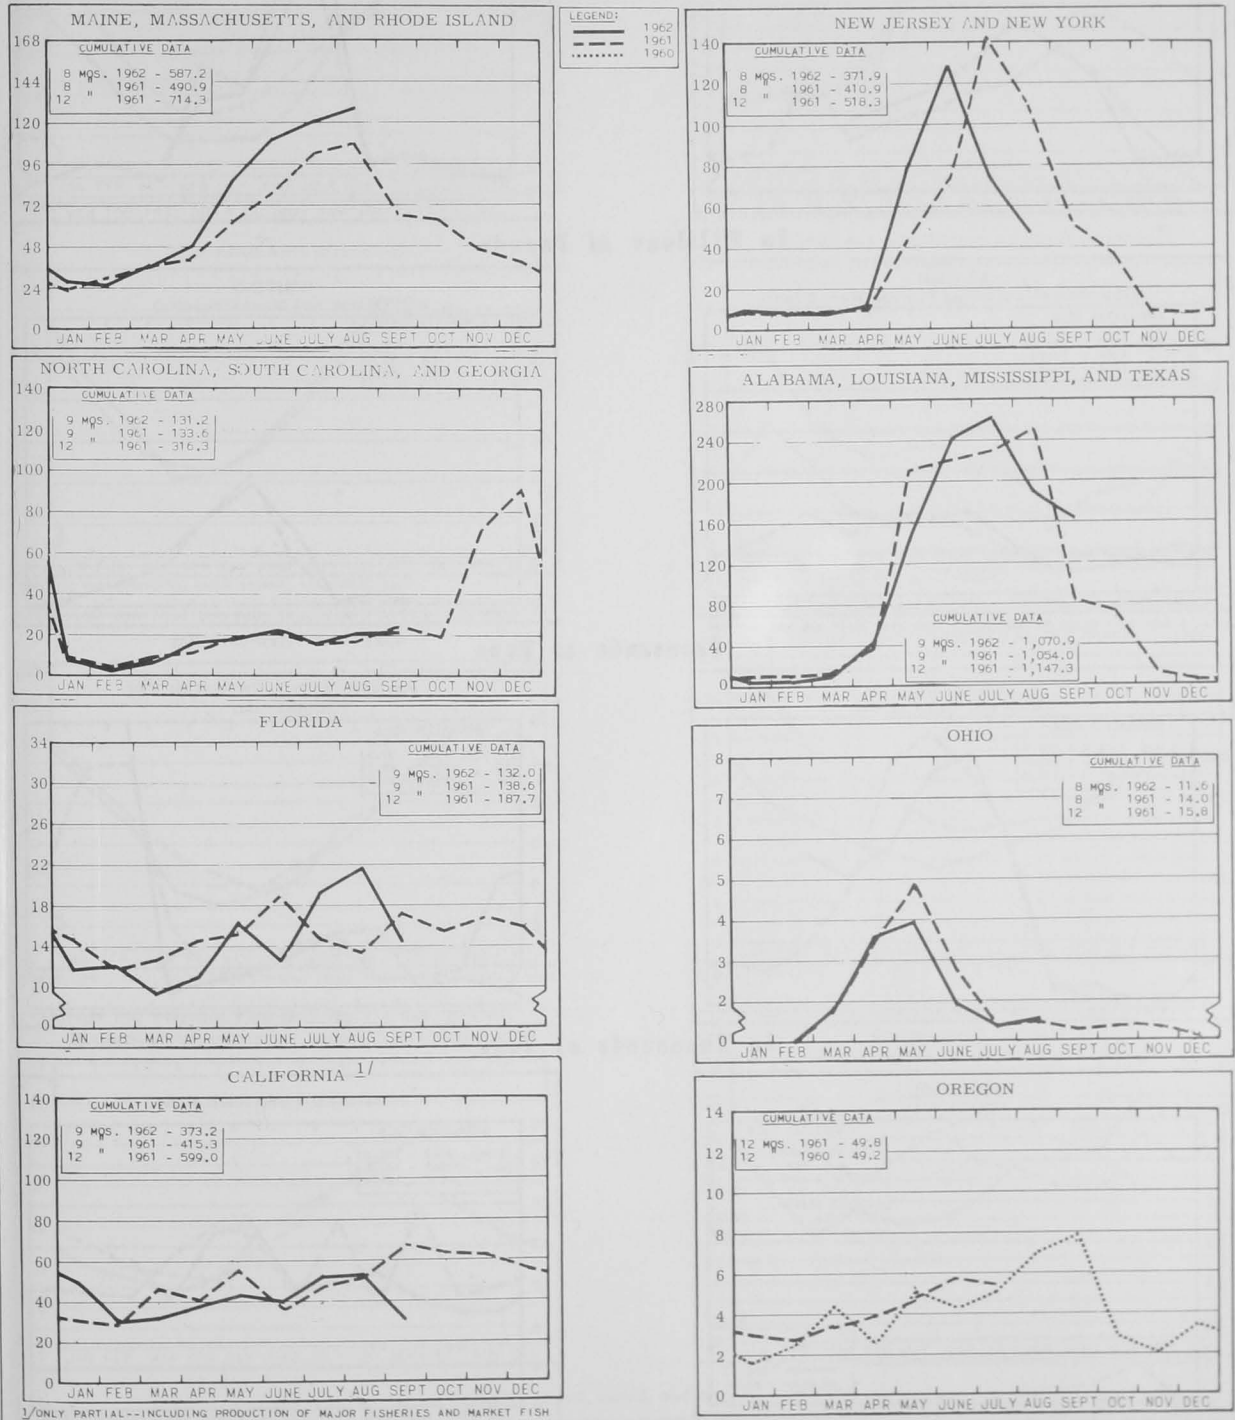 MAINE, MASSACHUSETTS, AND RHODE ISLAND
168
144
120
96
72
48
24
0
CUMULATIVE DATA
8 MOS. 1962 - 587.2
8 " 1961 - 490.9
12 " 1961 - 714.3
JAN FEB MAR APR MAY JUNE JULY AUG SEPT OCT NOV DEC
LEGEND:
1962
1961
1960
NEW JERSEY AND NEW YORK
140
120
100
80
60
40
20
0
CUMULATIVE DATA
8 MOS. 1962 - 371.9
8 " 1961 - 410.9
12 " 1961 - 518.3
JAN FEB MAR APR MAY JUNE JULY AUG SEPT OCT NOV DEC
NORTH CAROLINA, SOUTH CAROLINA, AND GEORGIA
140
120
100
80
60
40
20
0
CUMULATIVE DATA
9 MOS. 1962 - 131.2
9 " 1961 - 133.6
12 " 1961 - 316.3
JAN FEB MAR APR MAY JUNE JULY AUG SEPT OCT NOV DEC
ALABAMA, LOUISIANA, MISSISSIPPI, AND TEXAS
280
240
200
160
120
80
40
0
CUMULATIVE DATA
9 MOS. 1962 - 1,070.9
9 " 1961 - 1,054.0
12 " 1961 - 1,147.3
JAN FEB MAR APR MAY JUNE JULY AUG SEPT OCT NOV DEC
FLORIDA
34
30
26
22
18
14
10
0
CUMULATIVE DATA
9 MOS. 1962 - 132.0
9 " 1961 - 138.6
12 " 1961 - 187.7
JAN FEB MAR APR MAY JUNE JULY AUG SEPT OCT NOV DEC
OHIO
8
7
6
5
4
3
2
0
CUMULATIVE DATA
8 MOS. 1962 - 11.6
8 " 1961 - 14.0
12 " 1961 - 15.8
JAN FEB MAR APR MAY JUNE JULY AUG SEPT OCT NOV DEC
CALIFORNIA 1/
140
120
100
80
60
40
20
0
CUMULATIVE DATA
9 MOS. 1962 - 373.2
9 " 1961 - 415.3
12 " 1961 - 599.0
JAN FEB MAR APR MAY JUNE JULY AUG SEPT OCT NOV DEC
1/ONLY PARTIAL--INCLUDING PRODUCTION OF MAJOR FISHERIES AND MARKET FISH
OREGON
14
12
10
8
6
4
2
0
CUMULATIVE DATA
12 MOS. 1961 - 49.8
12 " 1960 - 49.2
JAN FEB MAR APR MAY JUNE JULY AUG SEPT OCT NOV DEC